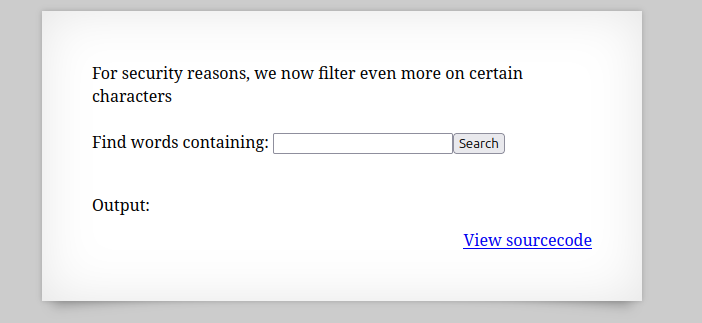 For security reasons, we now filter even more on certain
characters
Find words containing: Search
Output:
View sourcecode